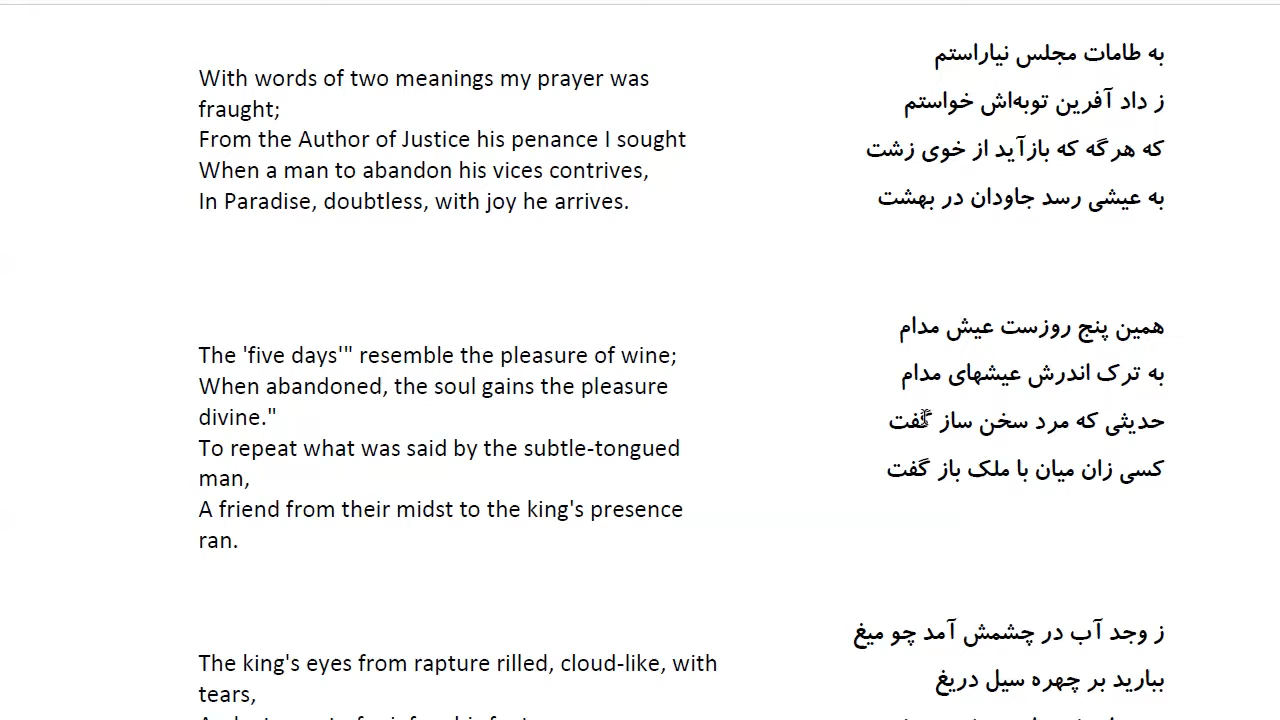 With words of two meanings my prayer was
fraught;
From the Author of Justice his penance I sought
When a man to abandon his vices contrives,
In Paradise, doubtless, with joy he arrives.
به طامات مجلس نیاراستم
ز داد آفرین توبه‌اش خواستم
که هرگه که بازآید از خوی زشت
به عیشی رسد جاودان در بهشت
The 'five days'" resemble the pleasure of wine;
When abandoned, the soul gains the pleasure
divine."
To repeat what was said by the subtle-tongued
man,
A friend from their midst to the king's presence
ran.
همین پنج روزست عیش مدام
به ترک اندرش عیشهای مدام
حدیثی که مرد سخن ساز گفت
کسی زان میان با ملک باز گفت
The king's eyes from rapture rilled, cloud-like, with
tears,
ز وجد آب در چشمش آمد چو میغ
ببارید بر چهره سیل دریغ